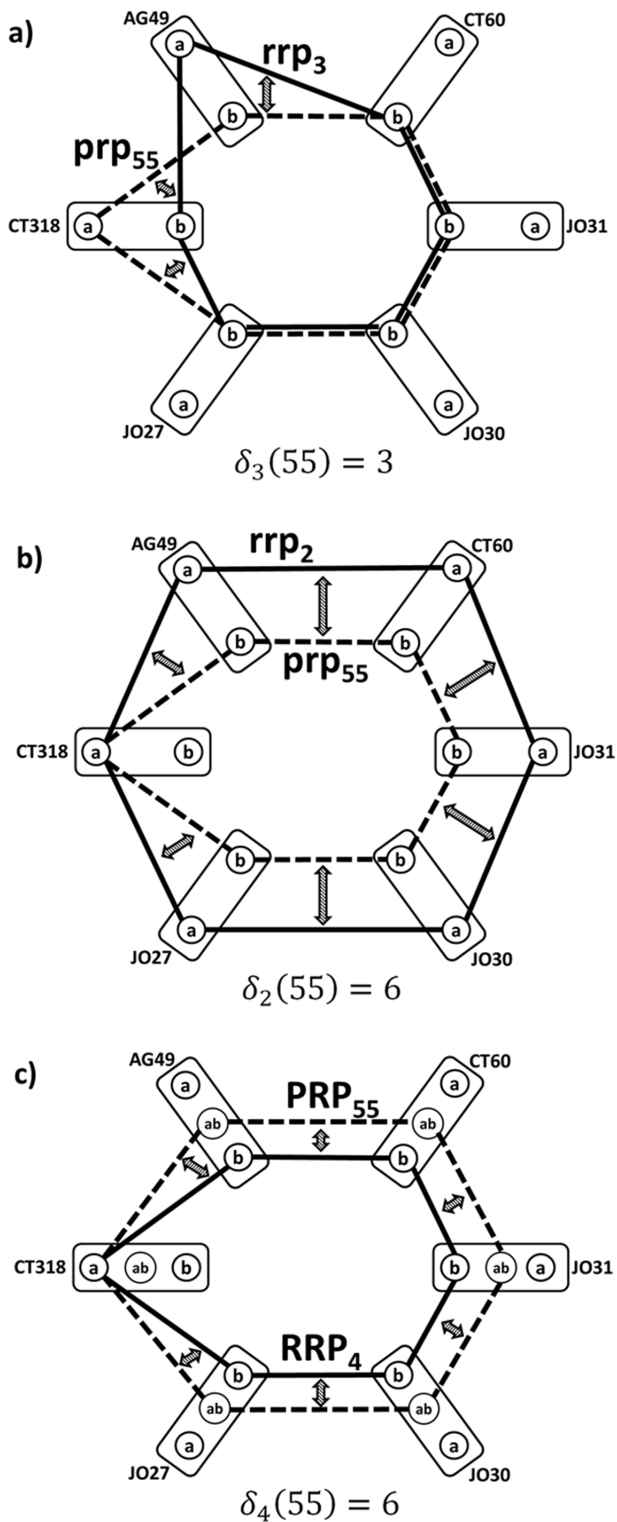 a)
AG49
CT60
a
a
rrp3
b
b
prp55
CT318
a
b
b
a
JO31
b
b
a
a
JO27
JO30
δ3(55) = 3
b)
AG49
rrp2
CT60
a
a
b
b
prp55
CT318
a
b
b
a
JO31
b
b
a
a
JO27
JO30
δ2(55) = 6
c)
AG49
CT60
a
a
PRP55
ab
ab
b
b
CT318
a
ab
b
b
ab
a
JO31
RRP4
b
b
ab
ab
a
a
JO27
JO30
δ4(55) = 6